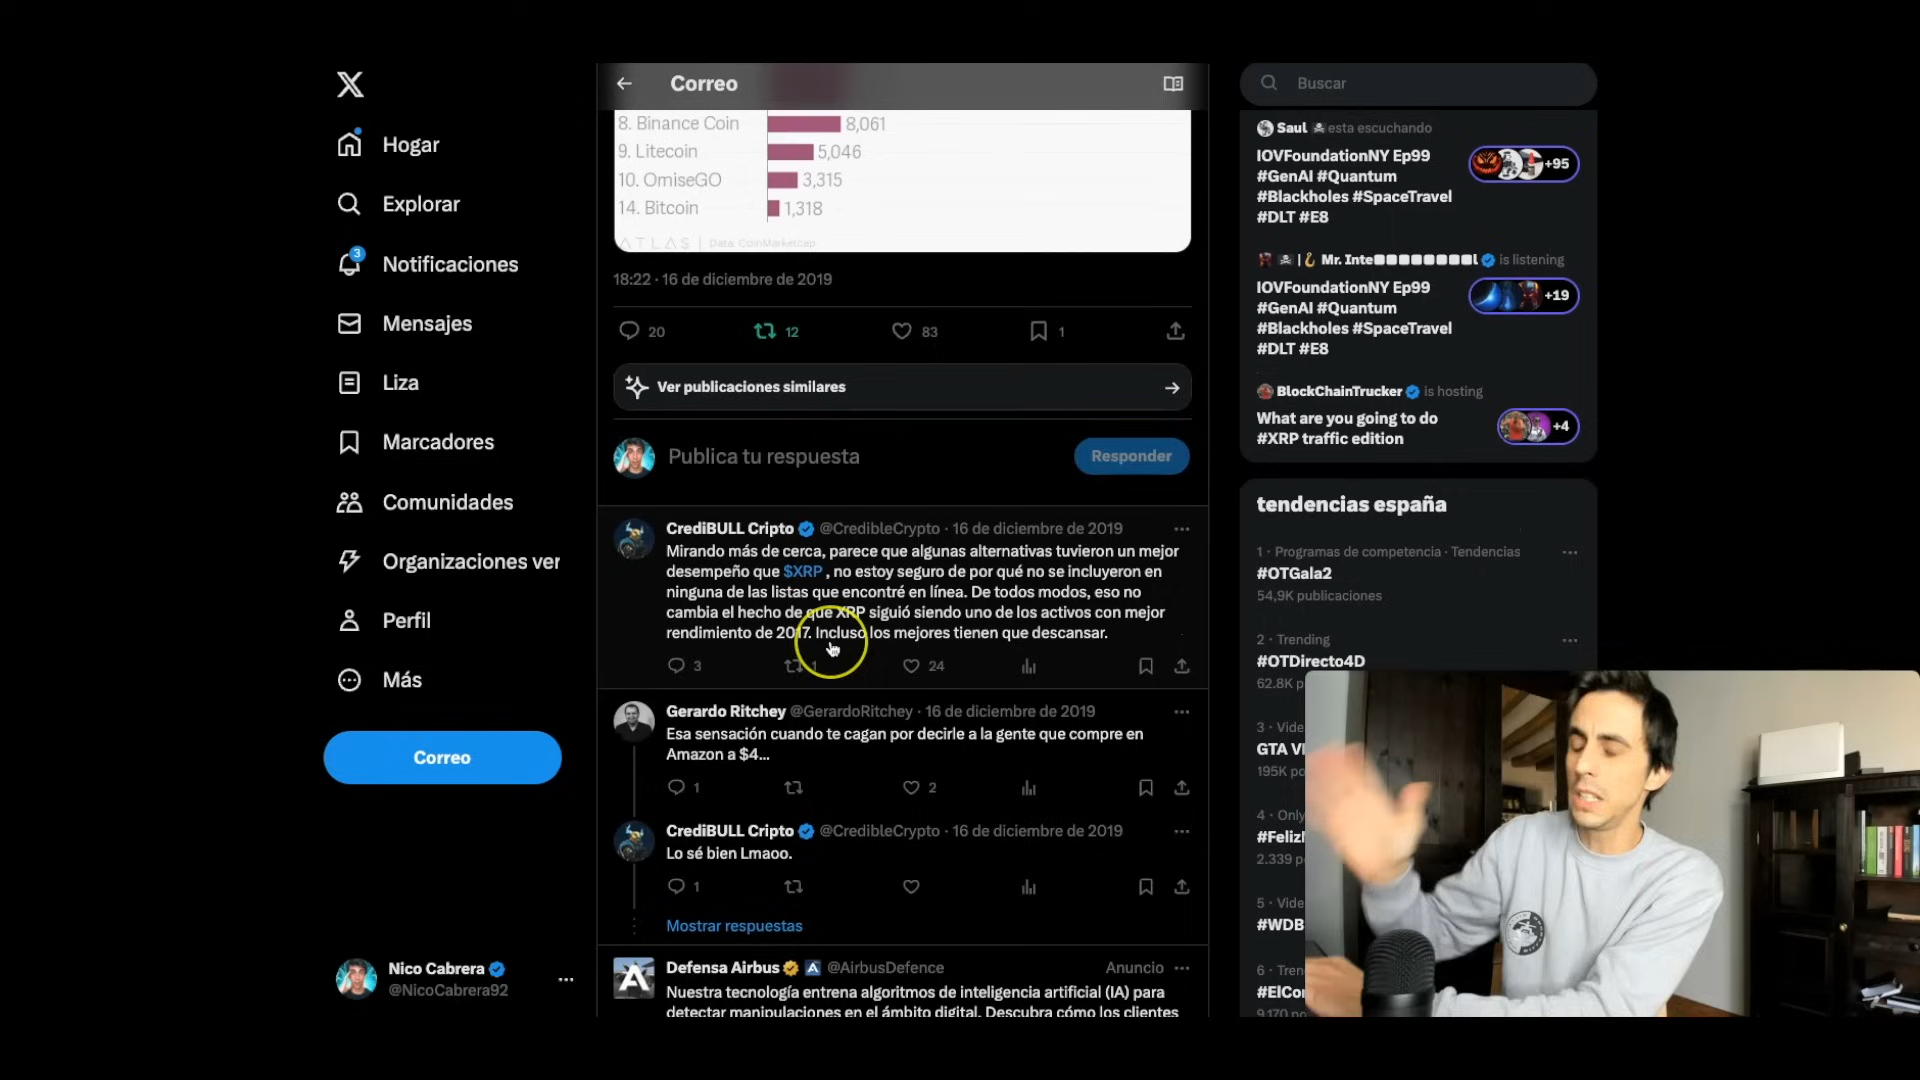 Hogar
Explorar
3
Notificaciones
Mensajes
Liza
Marcadores
Comunidades
Organizaciones ver
Perfil
Más
Correo
Nico Cabrera
@NicoCabrera92
Correo
8. Binance Coin 8,061
9. Litecoin 5,046
10. OmiseGO 3,315
14. Bitcoin 1,318
ATLAS | Data: CoinMarketcap
18:22 · 16 de diciembre de 2019
20 12 83 1
Ver publicaciones similares
Publica tu respuesta
Responder
CrediBULL Cripto @CredibleCrypto · 16 de diciembre de 2019
Mirando más de cerca, parece que algunas alternativas tuvieron un mejor
desempeño que $XRP , no estoy seguro de por qué no se incluyeron en
ninguna de las listas que encontré en línea. De todos modos, eso no
cambia el hecho de que XRP siguió siendo uno de los activos con mejor
rendimiento de 2017. Incluso los mejores tienen que descansar.
3 1 24
Gerardo Ritchey @GerardoRitchey · 16 de diciembre de 2019
Esa sensación cuando te cagan por decirle a la gente que compre en
Amazon a $4...
1 2
CrediBULL Cripto @CredibleCrypto · 16 de diciembre de 2019
Lo sé bien Lmaoo.
1
Mostrar respuestas
Defensa Airbus @AirbusDefence Anuncio
Nuestra tecnología entrena algoritmos de inteligencia artificial (IA) para
detectar manipulaciones en el ámbito digital. Descubra cómo los clientes
Buscar
Saul esta escuchando
IOVFoundationNY Ep99
#GenAI #Quantum
#Blackholes #SpaceTravel
#DLT #E8
+95
| Mr. Inte l is listening
IOVFoundationNY Ep99
#GenAI #Quantum
#Blackholes #SpaceTravel
#DLT #E8
+19
BlockChainTrucker is hosting
What are you going to do
#XRP traffic edition
+4
tendencias españa
1 · Programas de competencia · Tendencias
#OTGala2
54,9K publicaciones
2 · Trending
#OTDirecto4D
62.8K p
3 · Vide
GTA VI
195K po
4 · Only
#Feliz
2.339 p
5 · Vide
#WDB
6 · Tren
#ElCo
9.170 po